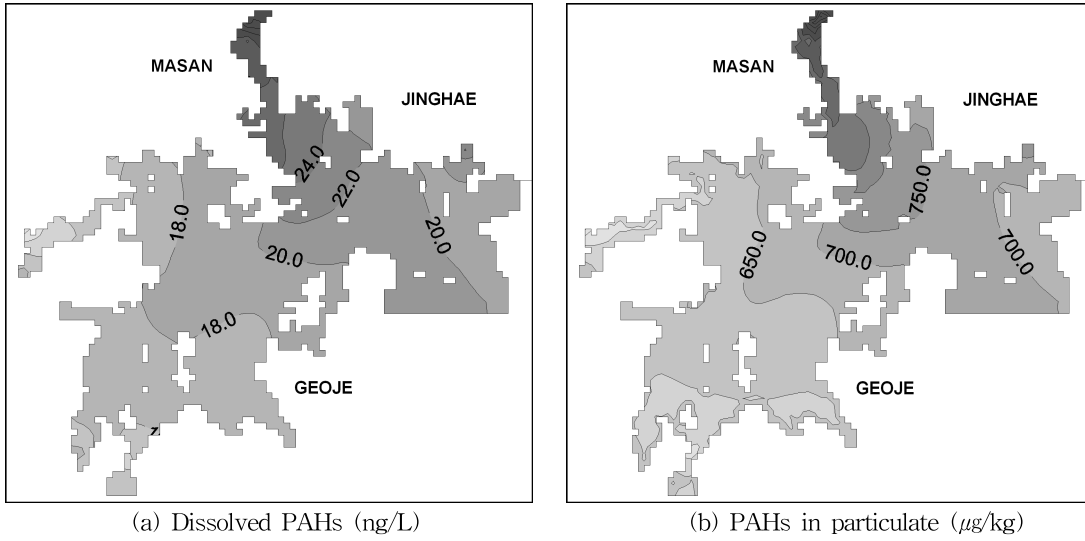 MASAN
JINGHAE
24.0
22.0
18.0
20.0
20.0
18.0
GEOJE
(a) Dissolved PAHs (ng/L)
MASAN
JINGHAE
750.0
650.0
700.0
700.0
GEOJE
(b) PAHs in particulate (μg/kg)